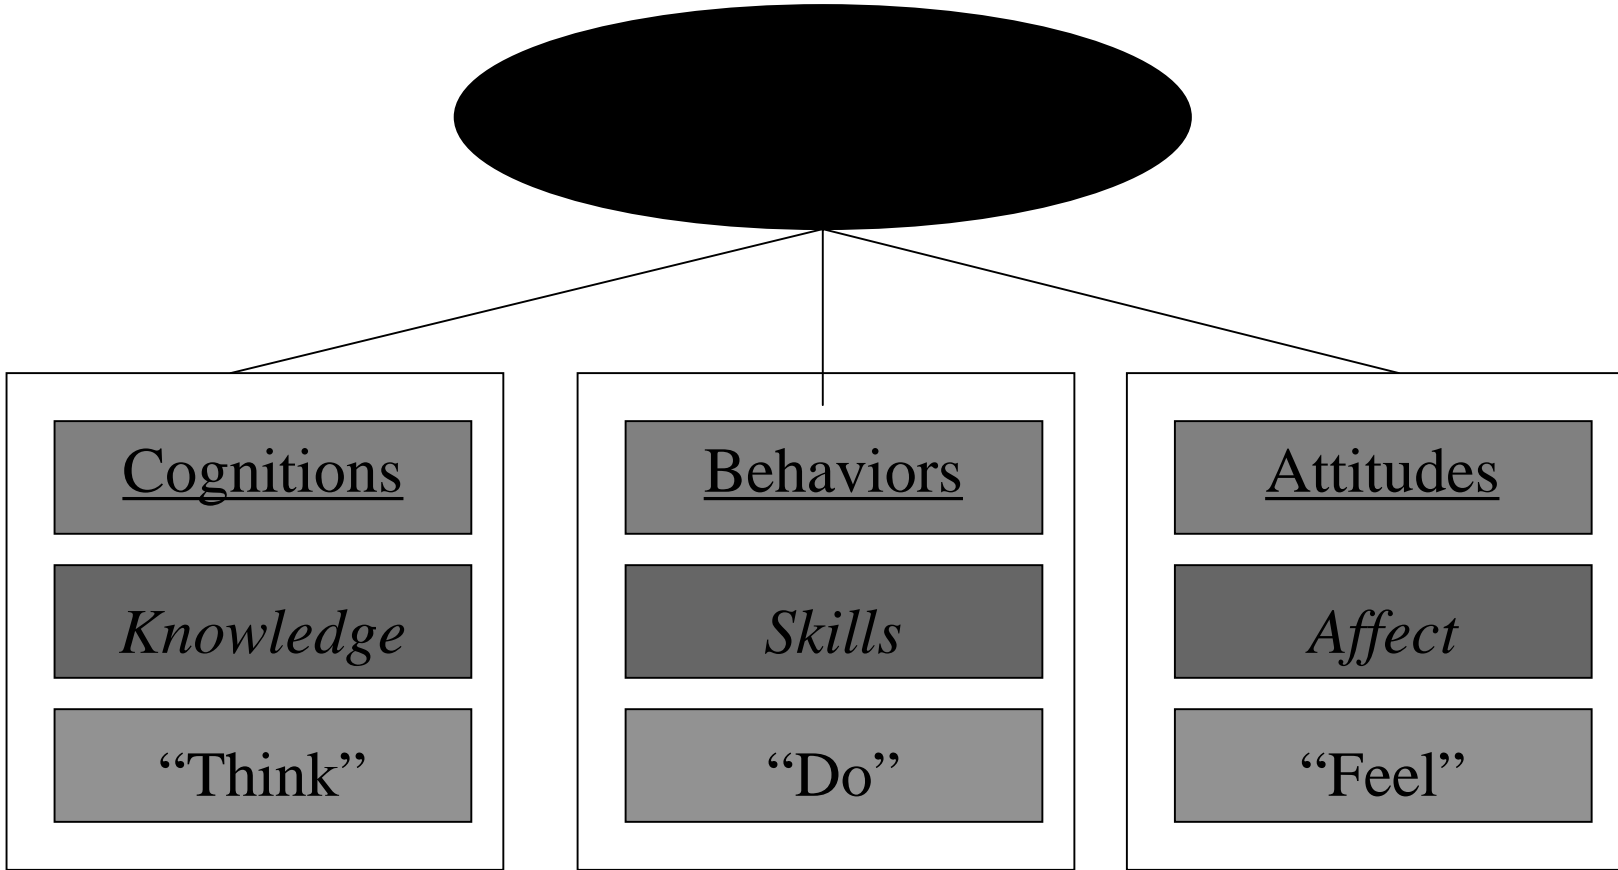 Cognitions
Knowledge
“Think”
Behaviors
Skills
“Do”
Attitudes
Affect
“Feel”